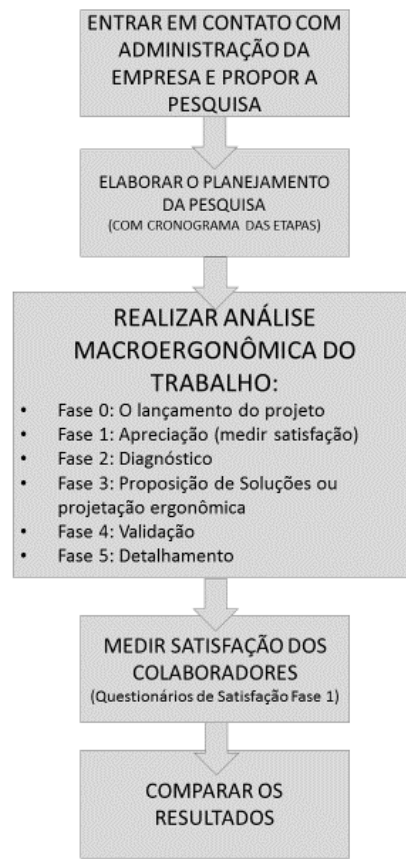 ENTRAR EM CONTATO COM
ADMINISTRAÇÃO DA
EMPRESA E PROPOR A
PESQUISA
ELABORAR O PLANEJAMENTO
DA PESQUISA
(COM CRONOGRAMA DAS ETAPAS)
REALIZAR ANÁLISE
MACROERGONÔMICA DO
TRABALHO:
• Fase 0: O lançamento do projeto
• Fase 1: Apreciação (medir satisfação)
• Fase 2: Diagnóstico
• Fase 3: Proposição de Soluções ou
projetação ergonômica
• Fase 4: Validação
• Fase 5: Detalhamento
MEDIR SATISFAÇÃO DOS
COLABORADORES
(Questionários de Satisfação Fase 1)
COMPARAR OS
RESULTADOS